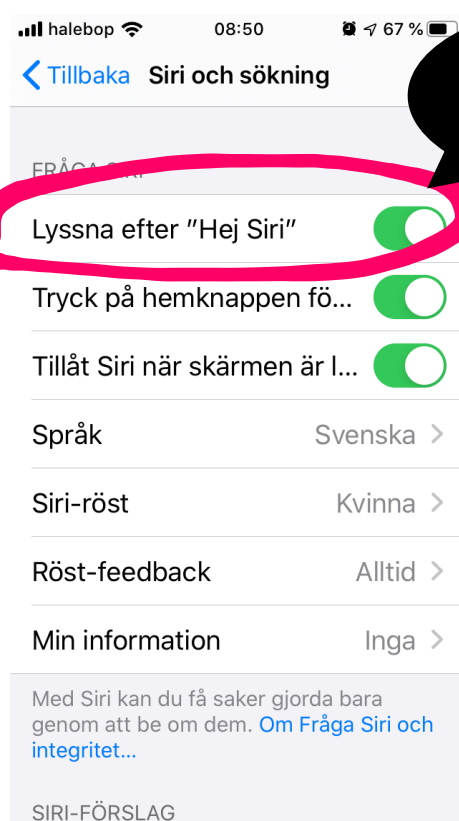 halebop 08:50 67 %
Tillbaka Siri och sökning
FRÅGA SIRI
Lyssna efter ”Hej Siri”
Tryck på hemknappen fö...
Tillåt Siri när skärmen är l...
Språk Svenska
Siri-röst Kvinna
Röst-feedback Alltid
Min information Inga
Med Siri kan du få saker gjorda bara
genom att be om dem. Om Fråga Siri och
integritet...
SIRI-FÖRSLAG